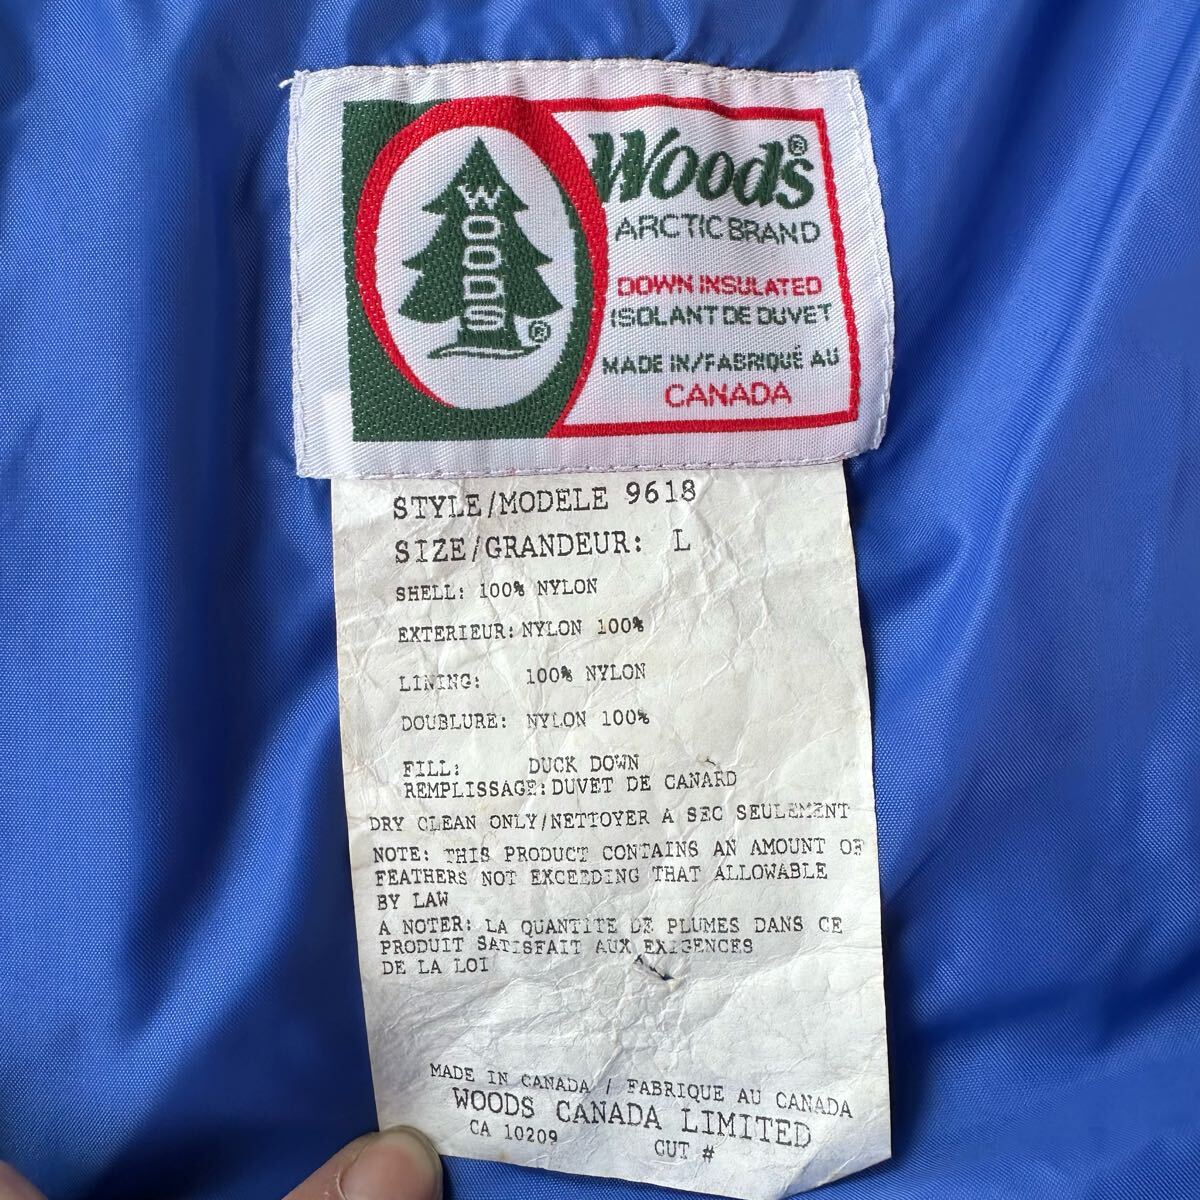 WOODS
®
Woods®
ARCTIC BRAND
DOWN INSULATED
ISOLANT DE DUVET
MADE IN/FABRIQUÉ AU
CANADA
STYLE/MODELE 9618
SIZE/GRANDEUR: L
SHELL: 100% NYLON
EXTERIEUR: NYLON 100%
LINING: 100% NYLON
DOUBLURE: NYLON 100%
FILL: DUCK DOWN
REMPLISSAGE: DUVET DE CANARD
DRY CLEAN ONLY/NETTOYER A SEC SEULEMENT
NOTE: THIS PRODUCT CONTAINS AN AMOUNT OF
FEATHERS NOT EXCEEDING THAT ALLOWABLE
BY LAW
A NOTER: LA QUANTITE DE PLUMES DANS CE
PRODUIT SATISFAIT AUX EXIGENCES
DE LA LOI
MADE IN CANADA / FABRIQUE AU CANADA
WOODS CANADA LIMITED
CA 10209 CUT #